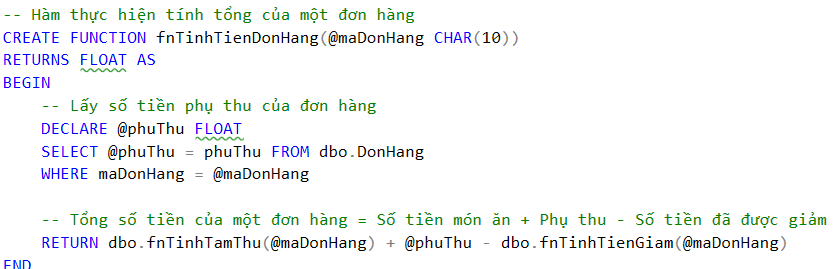 -- Hàm thực hiện tính tổng của một đơn hàng
CREATE FUNCTION fnTinhTienDonHang(@maDonHang CHAR(10))
RETURNS FLOAT AS
BEGIN
    -- Lấy số tiền phụ thu của đơn hàng
    DECLARE @phuThu FLOAT
    SELECT @phuThu = phuThu FROM dbo.DonHang
    WHERE maDonHang = @maDonHang

    -- Tổng số tiền của một đơn hàng = Số tiền món ăn + Phụ thu - Số tiền đã được giảm
    RETURN dbo.fnTinhTamThu(@maDonHang) + @phuThu - dbo.fnTinhTienGiam(@maDonHang)
END